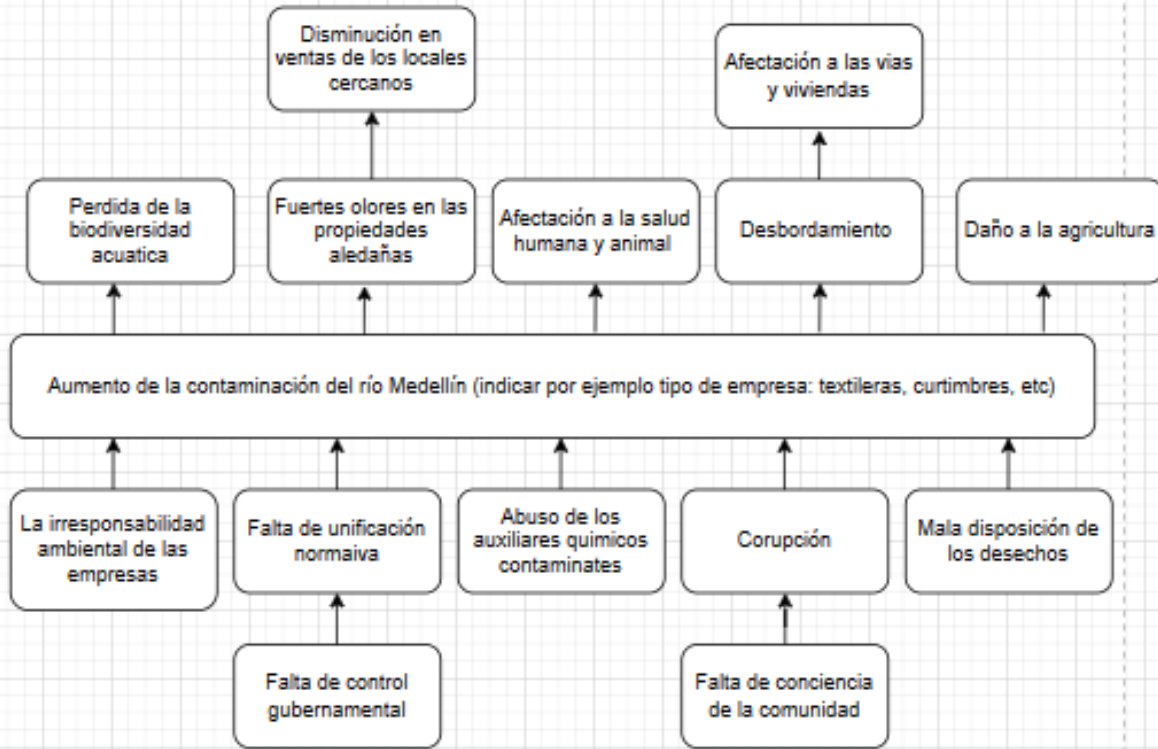 Disminución en
ventas de los locales
cercanos
Afectación a las vias
y viviendas
Perdida de la
biodiversidad
acuatica
Fuertes olores en las
propiedades
aledañas
Afectación a la salud
humana y animal
Desbordamiento
Daño a la agricultura
Aumento de la contaminación del río Medellín (indicar por ejemplo tipo de empresa: textileras, curtimbres, etc)
La irresponsabilidad
ambiental de las
empresas
Falta de unificación
normaiva
Abuso de los
auxiliares quimicos
contaminates
Corupción
Mala disposición de
los desechos
Falta de control
gubernamental
Falta de conciencia
de la comunidad